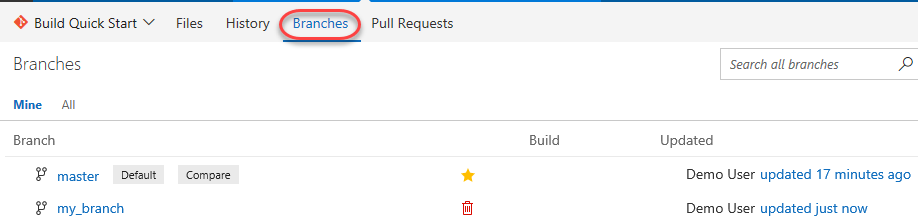 Build Quick Start Files History Branches Pull Requests
Branches Search all branches
Mine All
Branch Build Updated
master Default Compare Demo User updated 17 minutes ago
my_branch Demo User updated just now